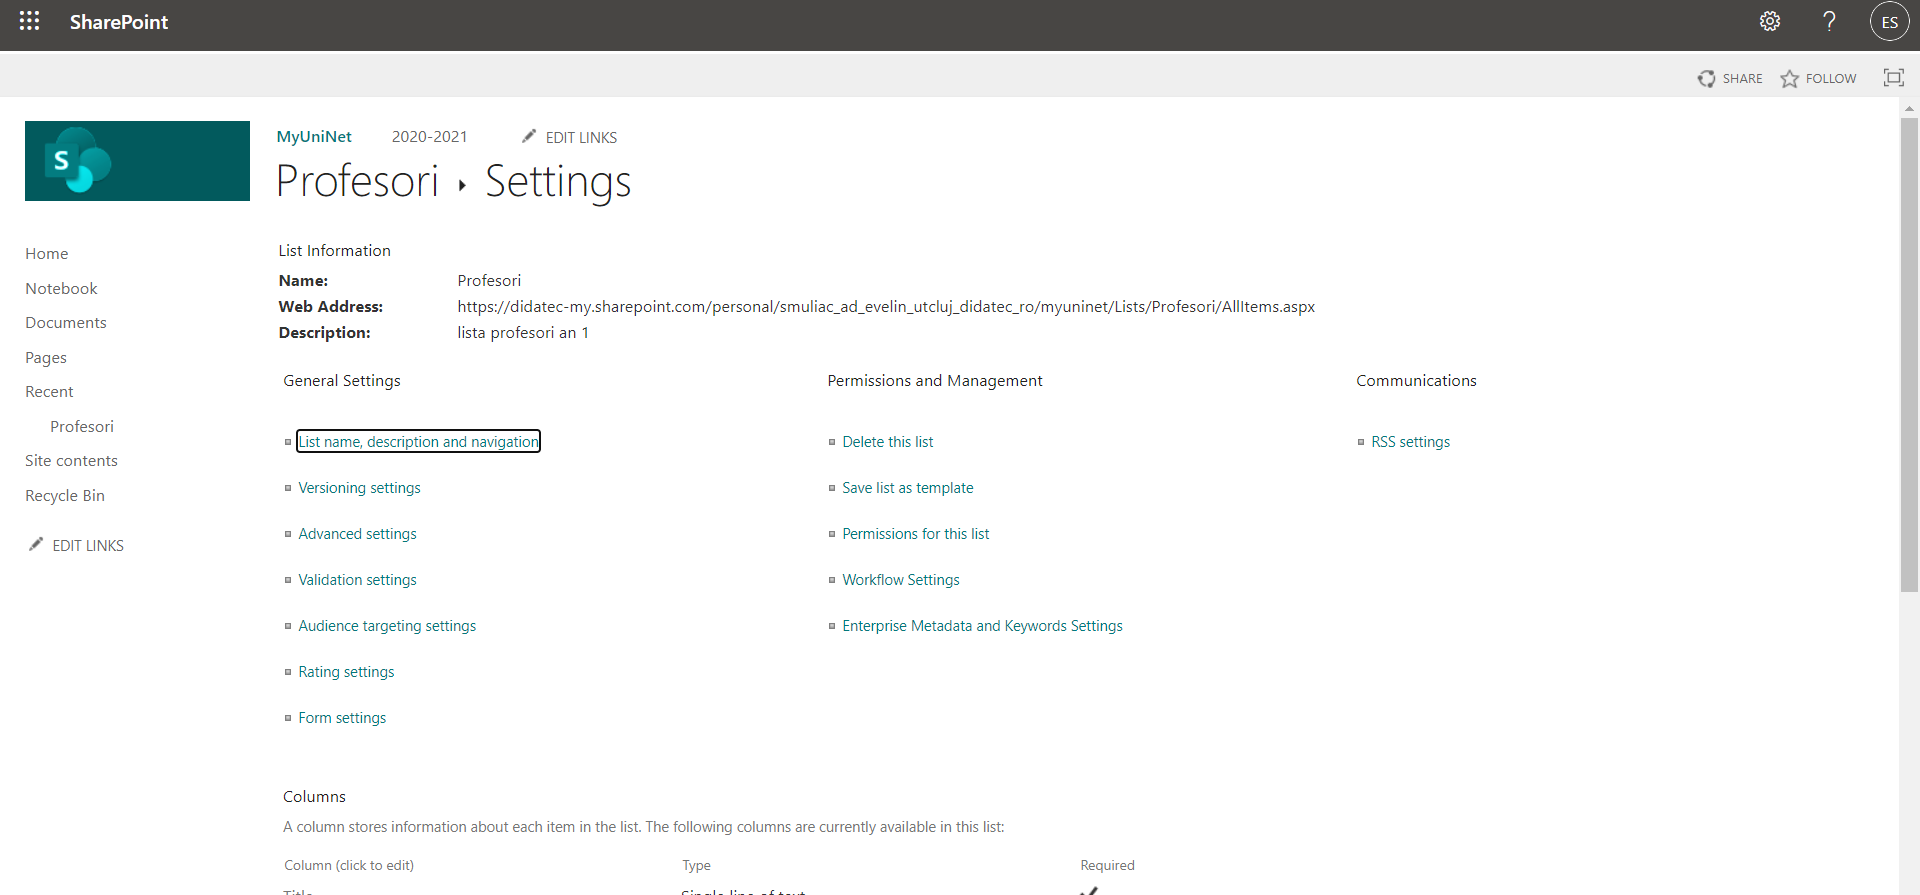 SharePoint
ES
SHARE
FOLLOW
S
MyUniNet
2020-2021
EDIT LINKS
Profesori
Settings
Home
Notebook
Documents
Pages
Recent
Profesori
Site contents
Recycle Bin
EDIT LINKS
List Information
Name: Profesori
Web Address: https://didatec-my.sharepoint.com/personal/smuliac_ad_evelin_utcluj_didatec_ro/myuninet/Lists/Profesori/AllItems.aspx
Description: lista profesori an 1
General Settings
List name, description and navigation
Versioning settings
Advanced settings
Validation settings
Audience targeting settings
Rating settings
Form settings
Permissions and Management
Delete this list
Save list as template
Permissions for this list
Workflow Settings
Enterprise Metadata and Keywords Settings
Communications
RSS settings
Columns
A column stores information about each item in the list. The following columns are currently available in this list:
Column (click to edit) Type Required
Title Single line of text